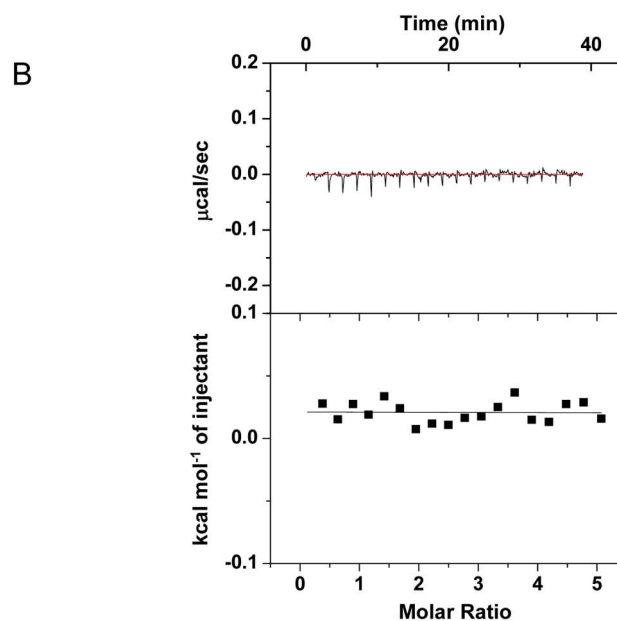 Time (min)
0 20 40
B
0.2
0.1
0.0
-0.1
-0.2
µcal/sec
0.1
0.0
-0.1
kcal mol⁻¹ of injectant
0 1 2 3 4 5
Molar Ratio